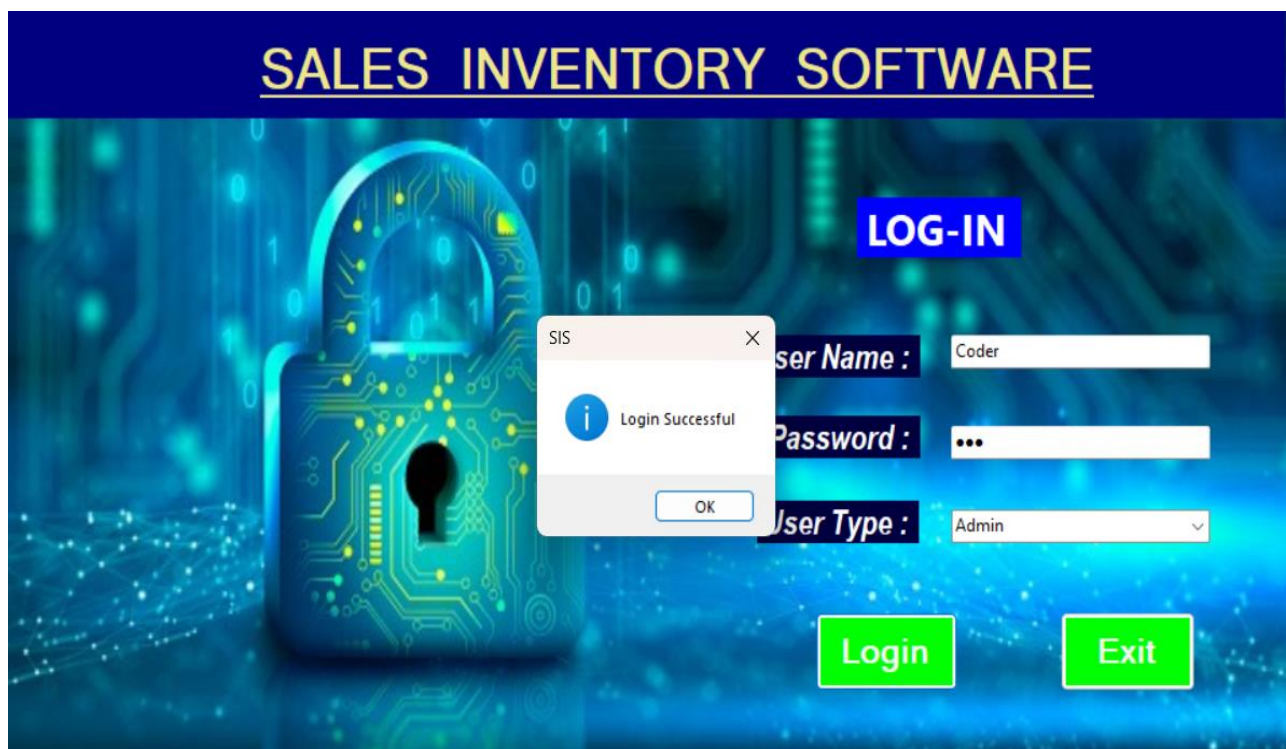 SALES INVENTORY SOFTWARE
LOG-IN
SIS
Login Successful
OK
ser Name :
Coder
Password :
•••
User Type :
Admin
Login
Exit